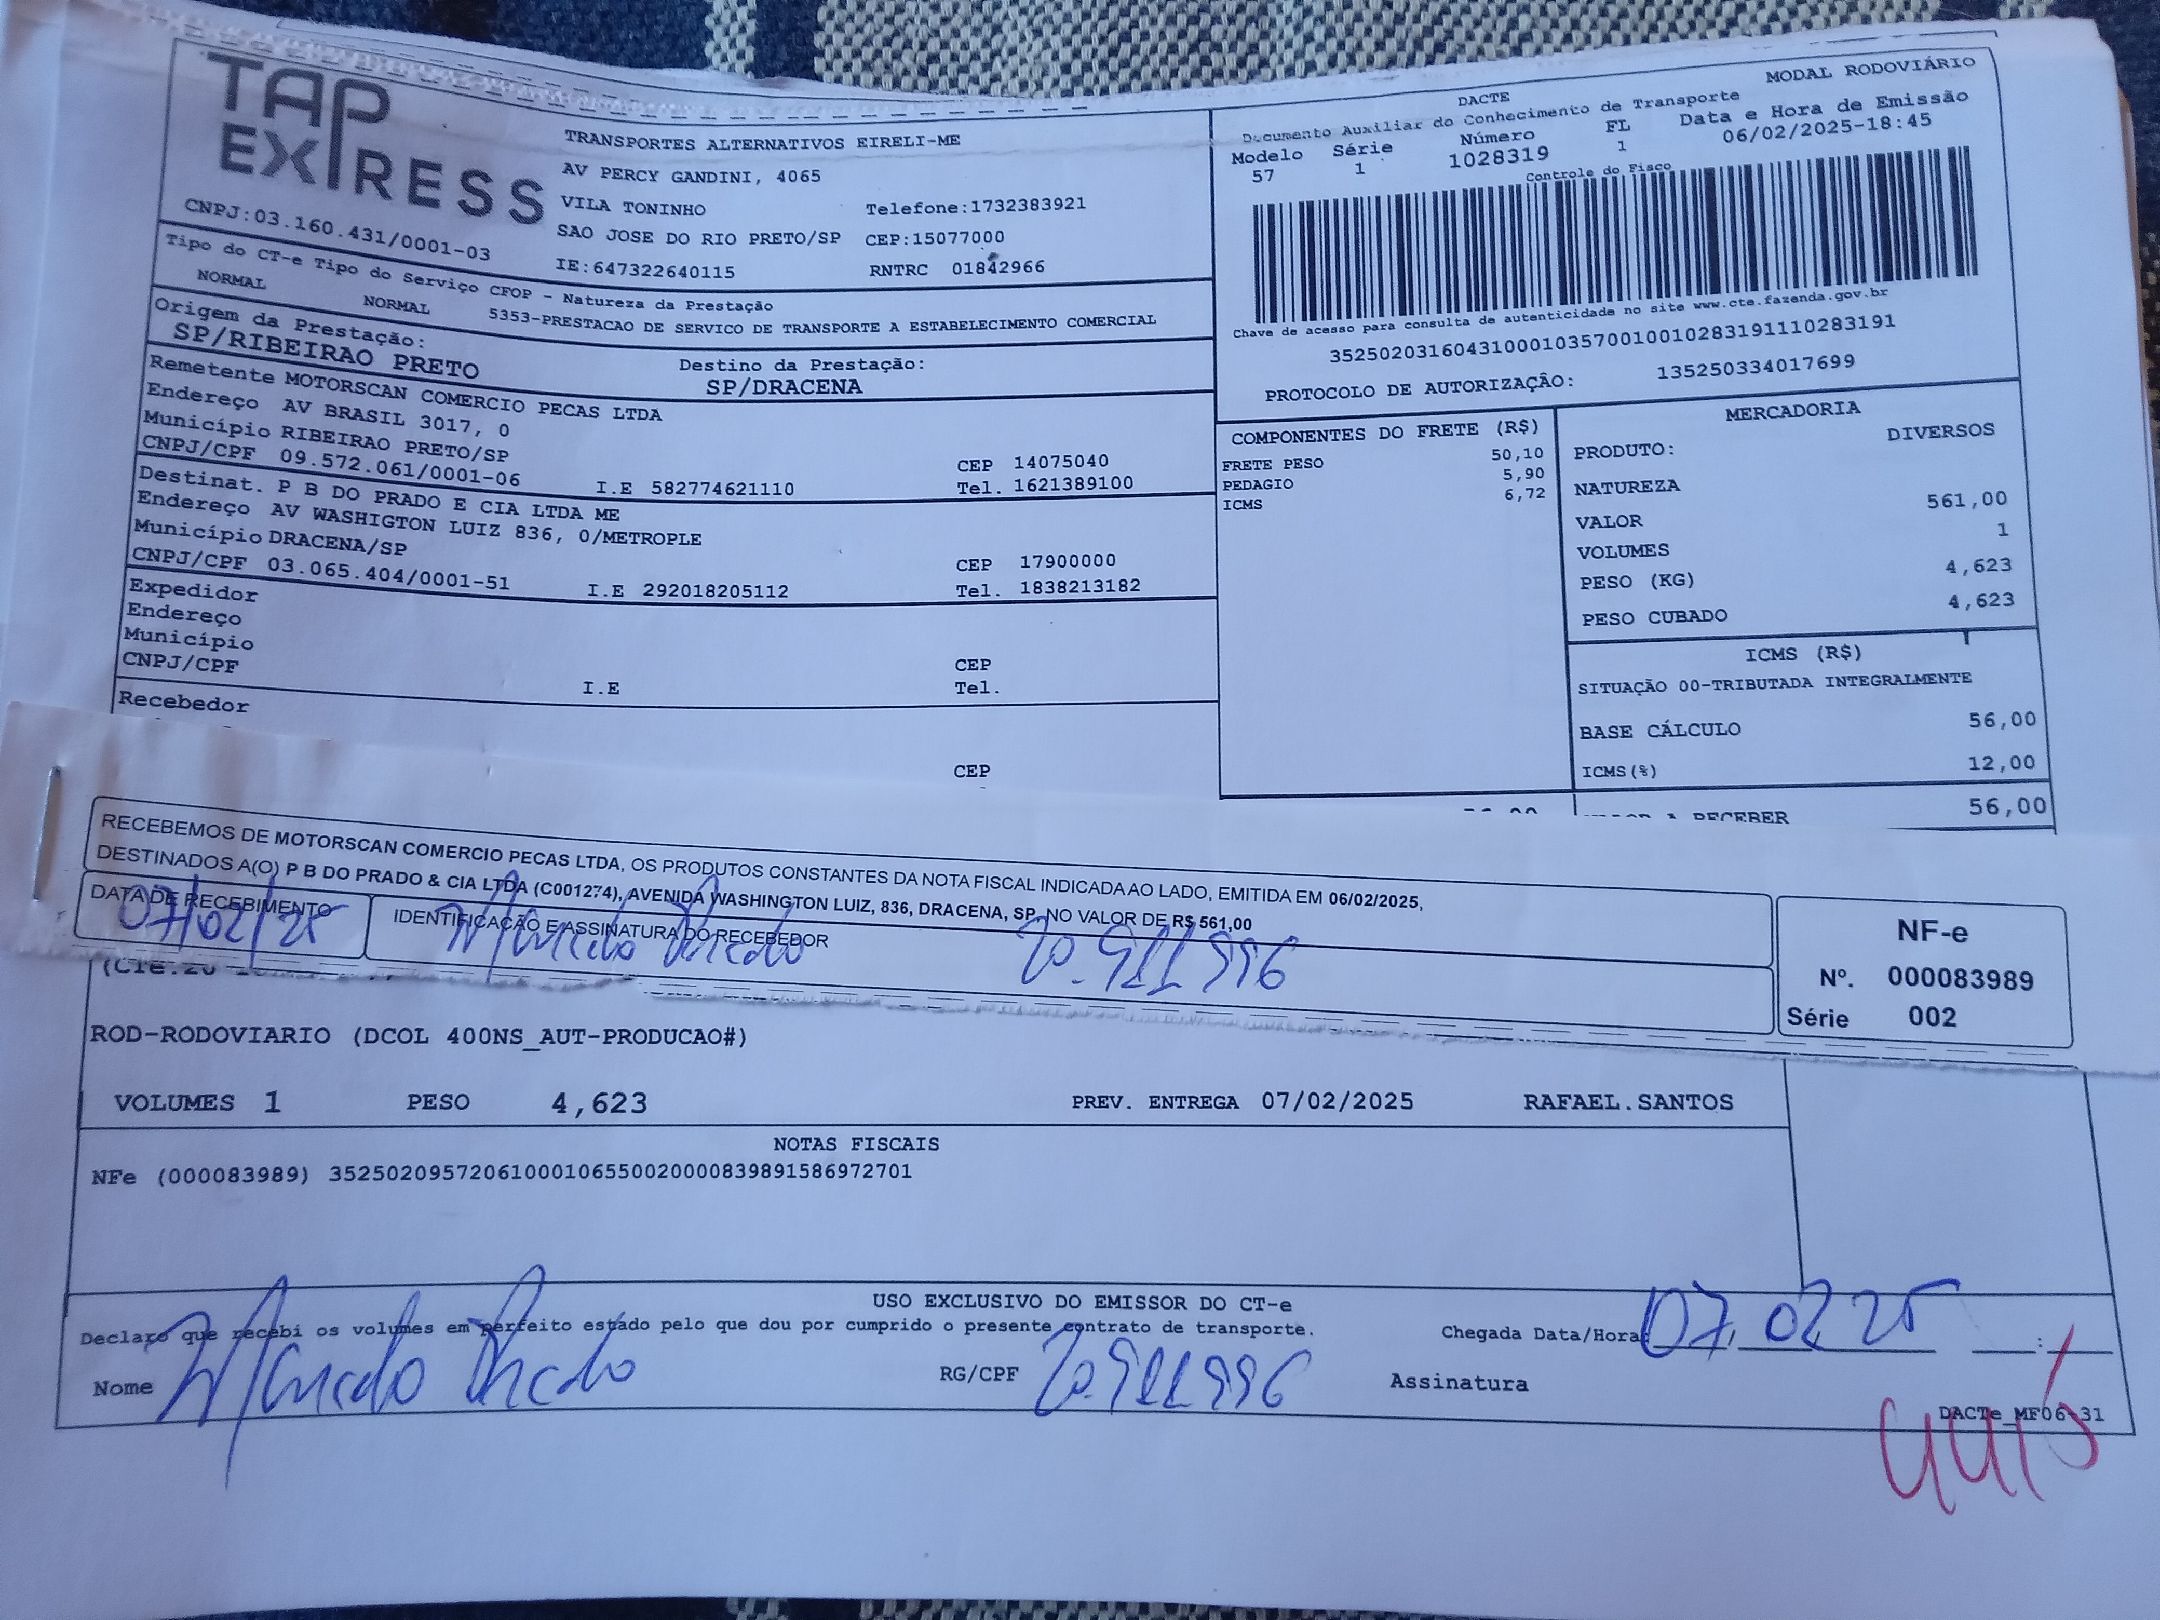 TAP
EXPRESS
CNPJ:03.160.431/0001-03
TRANSPORTES ALTERNATIVOS EIRELI-ME
AV PERCY GANDINI, 4065
VILA TONINHO Telefone:1732383921
SAO JOSE DO RIO PRETO/SP CEP:15077000
IE:647322640115 RNTRC 01842966
DACTE MODAL RODOVIÁRIO
Documento Auxiliar do Conhecimento de Transporte
Modelo Série Número FL Data e Hora de Emissão
57 1 1028319 1 06/02/2025-18:45
Controle do Fisco
Chave de acesso para consulta de autenticidade no site www.cte.fazenda.gov.br
35250203160431000103570010010283191110283191
PROTOCOLO DE AUTORIZAÇÃO: 135250334017699
Tipo do CT-e Tipo do Serviço CFOP - Natureza da Prestação
NORMAL NORMAL 5353-PRESTACAO DE SERVICO DE TRANSPORTE A ESTABELECIMENTO COMERCIAL
Origem da Prestação: Destino da Prestação:
SP/RIBEIRAO PRETO SP/DRACENA
Remetente MOTORSCAN COMERCIO PECAS LTDA
Endereço AV BRASIL 3017, 0
Município RIBEIRAO PRETO/SP CEP 14075040
CNPJ/CPF 09.572.061/0001-06 I.E 582774621110 Tel. 1621389100
Destinat. P B DO PRADO E CIA LTDA ME
Endereço AV WASHIGTON LUIZ 836, 0/METROPLE
Município DRACENA/SP CEP 17900000
CNPJ/CPF 03.065.404/0001-51 I.E 292018205112 Tel. 1838213182
Expedidor
Endereço
Município CEP
CNPJ/CPF I.E Tel.
Recebedor
CEP
COMPONENTES DO FRETE (R$)
FRETE PESO 50,10
PEDAGIO 5,90
ICMS 6,72
MERCADORIA
PRODUTO: DIVERSOS
NATUREZA
VALOR 561,00
VOLUMES 1
PESO (KG) 4,623
PESO CUBADO 4,623
ICMS (R$)
SITUAÇÃO 00-TRIBUTADA INTEGRALMENTE
BASE CÁLCULO 56,00
ICMS(%) 12,00
A RECEBER 56,00
RECEBEMOS DE MOTORSCAN COMERCIO PECAS LTDA, OS PRODUTOS CONSTANTES DA NOTA FISCAL INDICADA AO LADO, EMITIDA EM 06/02/2025,
DESTINADOS A(O) P B DO PRADO & CIA LTDA (C001274), AVENIDA WASHINGTON LUIZ, 836, DRACENA, SP, NO VALOR DE R$ 561,00
DATA DE RECEBIMENTO IDENTIFICAÇÃO E ASSINATURA DO RECEBEDOR
07/02/25
NF-e
Nº. 000083989
Série 002
ROD-RODOVIARIO (DCOL 400NS_AUT-PRODUCAO#)
VOLUMES 1 PESO 4,623 PREV. ENTREGA 07/02/2025 RAFAEL.SANTOS
NOTAS FISCAIS
NFe (000083989) 35250209572061000106550020000839891586972701
USO EXCLUSIVO DO EMISSOR DO CT-e
Declaro que recebi os volumes em perfeito estado pelo que dou por cumprido o presente contrato de transporte. Chegada Data/Hora: 07 02 25 :
Nome RG/CPF Assinatura
DACTe_MF06-31